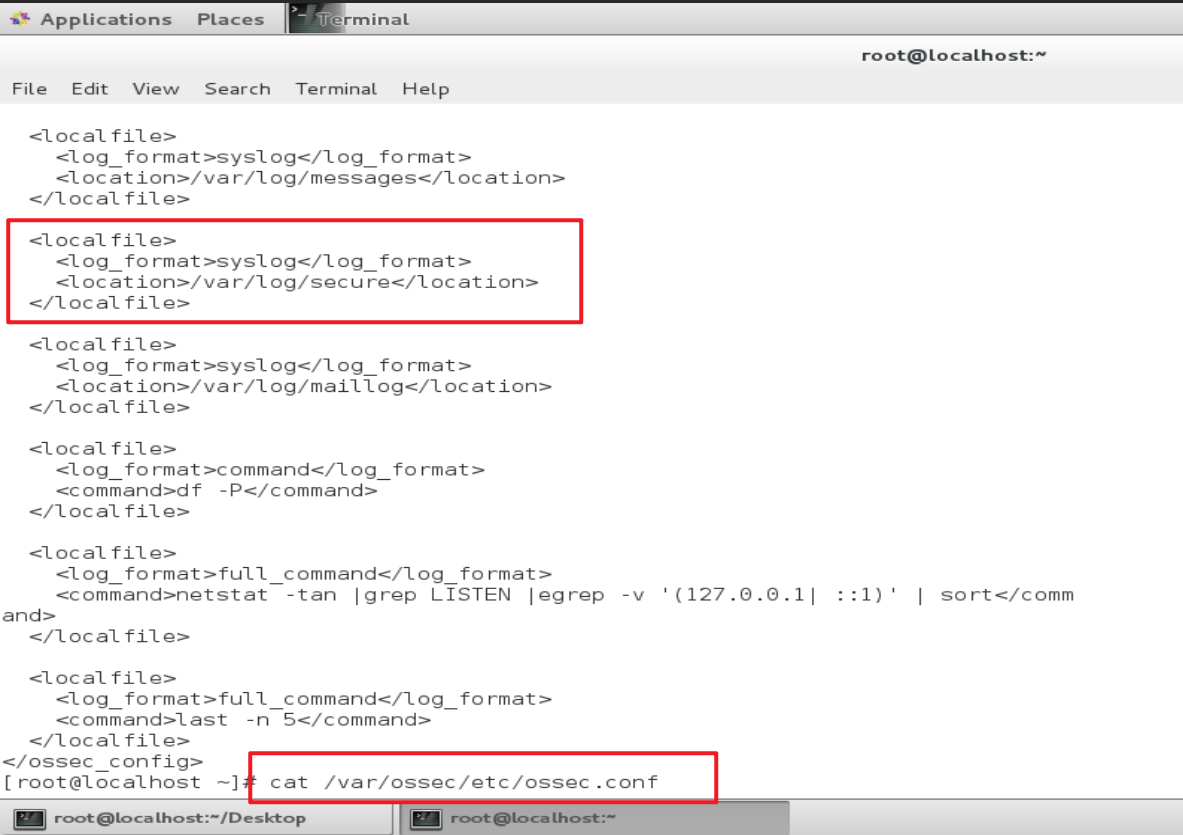 Applications Places Terminal
root@localhost:~
File Edit View Search Terminal Help
<localfile>
<log_format>syslog</log_format>
<location>/var/log/messages</location>
</localfile>
<localfile>
<log_format>syslog</log_format>
<location>/var/log/secure</location>
</localfile>
<localfile>
<log_format>syslog</log_format>
<location>/var/log/maillog</location>
</localfile>
<localfile>
<log_format>command</log_format>
<command>df -P</command>
</localfile>
<localfile>
<log_format>full_command</log_format>
<command>netstat -tan |grep LISTEN |egrep -v '(127.0.0.1| ::1)' | sort</comm
and>
</localfile>
<localfile>
<log_format>full_command</log_format>
<command>last -n 5</command>
</localfile>
</ossec_config>
[root@localhost ~]# cat /var/ossec/etc/ossec.conf
root@localhost:~/Desktop root@localhost:~